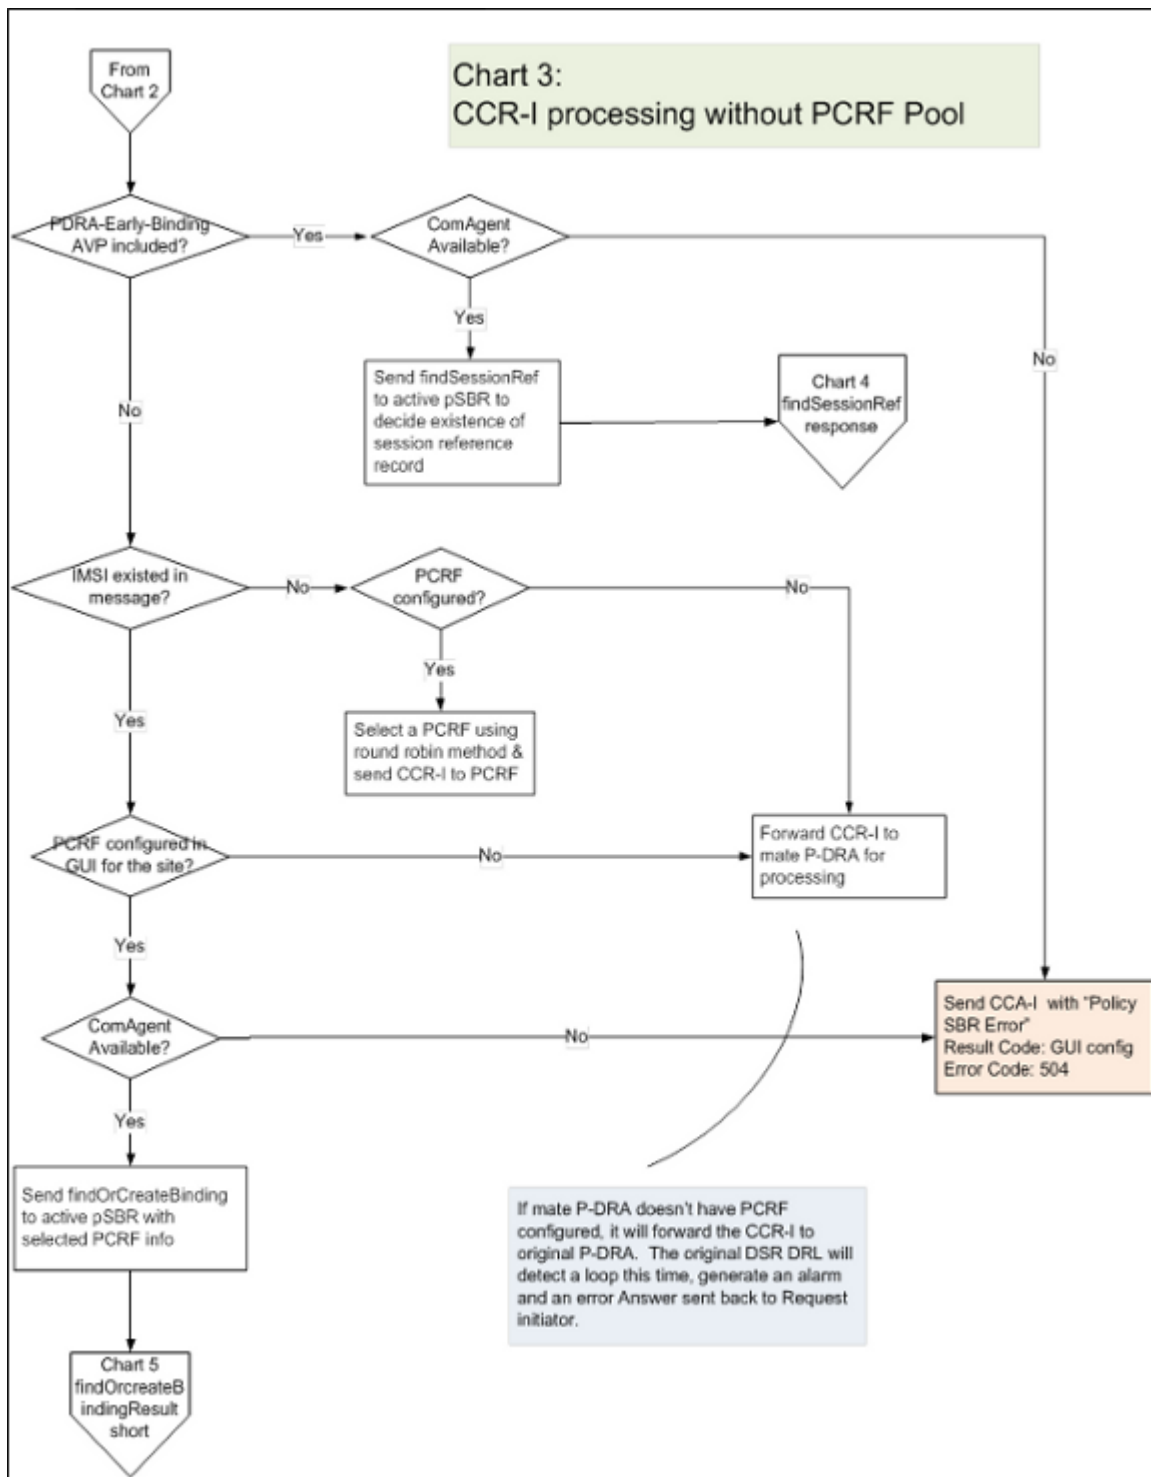 From
Chart 2
Chart 3:
CCR-I processing without PCRF Pool
PDRA-Early-Binding
AVP included?
Yes
ComAgent
Available?
Yes
No
Send findSessionRef
to active pSBR to
decide existence of
session reference
record
Chart 4
findSessionRef
response
No
IMSI existed in
message?
No
PCRF
configured?
No
Yes
Yes
Select a PCRF using
round robin method &
send CCR-I to PCRF
PCRF configured in
GUI for the site?
No
Forward CCR-I to
mate P-DRA for
processing
Yes
ComAgent
Available?
No
Send CCA-I with "Policy
SBR Error"
Result Code: GUI config
Error Code: 504
Yes
Send findOrCreateBinding
to active pSBR with
selected PCRF info
If mate P-DRA doesn't have PCRF
configured, it will forward the CCR-I to
original P-DRA. The original DSR DRL will
detect a loop this time, generate an alarm
and an error Answer sent back to Request
initiator.
Chart 5
findOrcreateB
indingResult
short